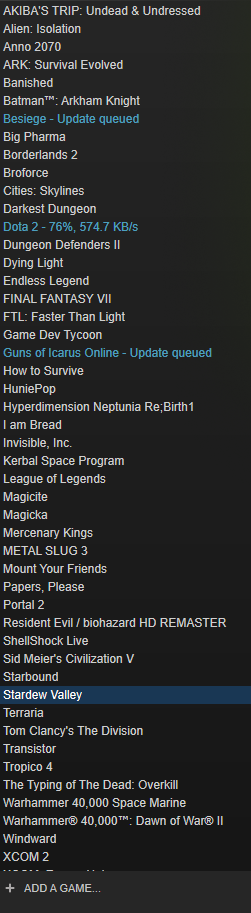 AKIBA'S TRIP: Undead & Undressed
Alien: Isolation
Anno 2070
ARK: Survival Evolved
Banished
Batman™: Arkham Knight
Besiege - Update queued
Big Pharma
Borderlands 2
Broforce
Cities: Skylines
Darkest Dungeon
Dota 2 - 76%, 574.7 KB/s
Dungeon Defenders II
Dying Light
Endless Legend
FINAL FANTASY VII
FTL: Faster Than Light
Game Dev Tycoon
Guns of Icarus Online - Update queued
How to Survive
HuniePop
Hyperdimension Neptunia Re;Birth1
I am Bread
Invisible, Inc.
Kerbal Space Program
League of Legends
Magicite
Magicka
Mercenary Kings
METAL SLUG 3
Mount Your Friends
Papers, Please
Portal 2
Resident Evil / biohazard HD REMASTER
ShellShock Live
Sid Meier's Civilization V
Starbound
Stardew Valley
Terraria
Tom Clancy's The Division
Transistor
Tropico 4
The Typing of The Dead: Overkill
Warhammer 40,000 Space Marine
Warhammer® 40,000™: Dawn of War® II
Windward
XCOM 2
+ ADD A GAME...